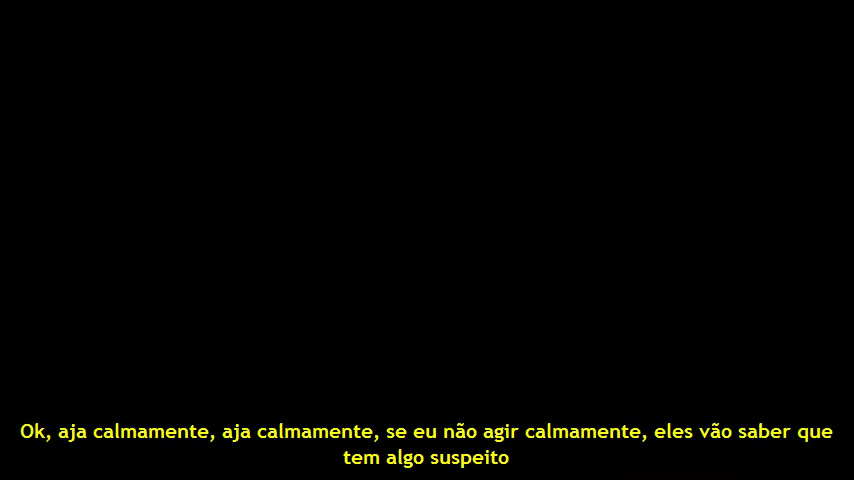 Ok, aja calmamente, aja calmamente, se eu não agir calmamente, eles vão saber que
tem algo suspeito